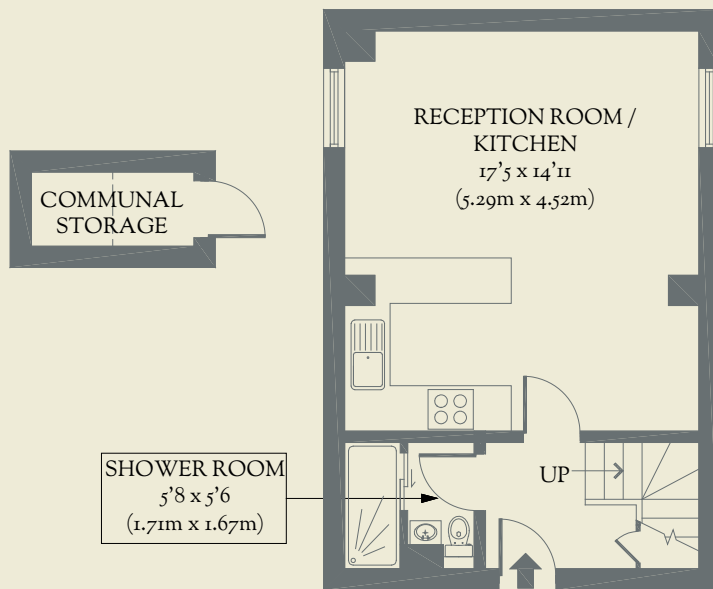 RECEPTION ROOM /
KITCHEN
17'5 x 14'11
(5.29m x 4.52m)
COMMUNAL
STORAGE
SHOWER ROOM
5'8 x 5'6
(1.71m x 1.67m)
UP